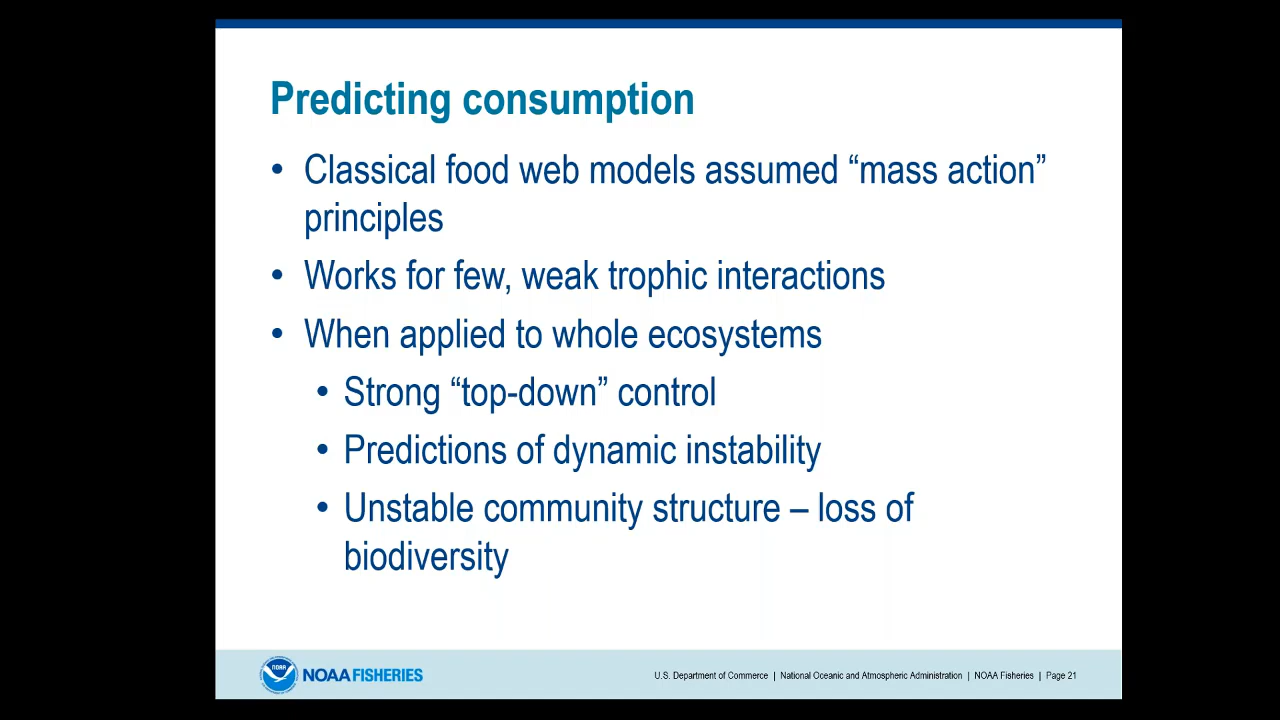 Predicting consumption
• Classical food web models assumed “mass action”
principles
• Works for few, weak trophic interactions
• When applied to whole ecosystems
• Strong “top-down” control
• Predictions of dynamic instability
• Unstable community structure – loss of
biodiversity
NOAA
NOAA FISHERIES
U.S. Department of Commerce | National Oceanic and Atmospheric Administration | NOAA Fisheries | Page 21